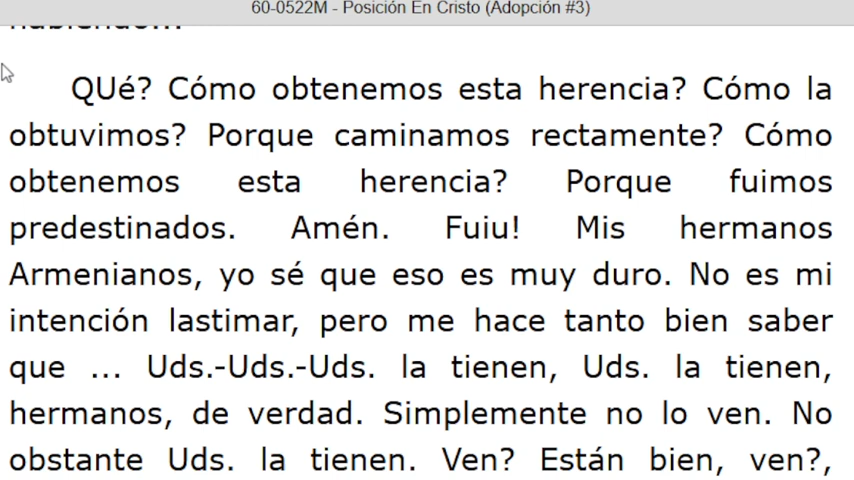 60-0522M - Posición En Cristo (Adopción #3)
QUé? Cómo obtenemos esta herencia? Cómo la
obtuvimos? Porque caminamos rectamente? Cómo
obtenemos esta herencia? Porque fuimos
predestinados. Amén. Fuiu! Mis hermanos
Armenianos, yo sé que eso es muy duro. No es mi
intención lastimar, pero me hace tanto bien saber
que ... Uds.-Uds.-Uds. la tienen, Uds. la tienen,
hermanos, de verdad. Simplemente no lo ven. No
obstante Uds. la tienen. Ven? Están bien, ven?,